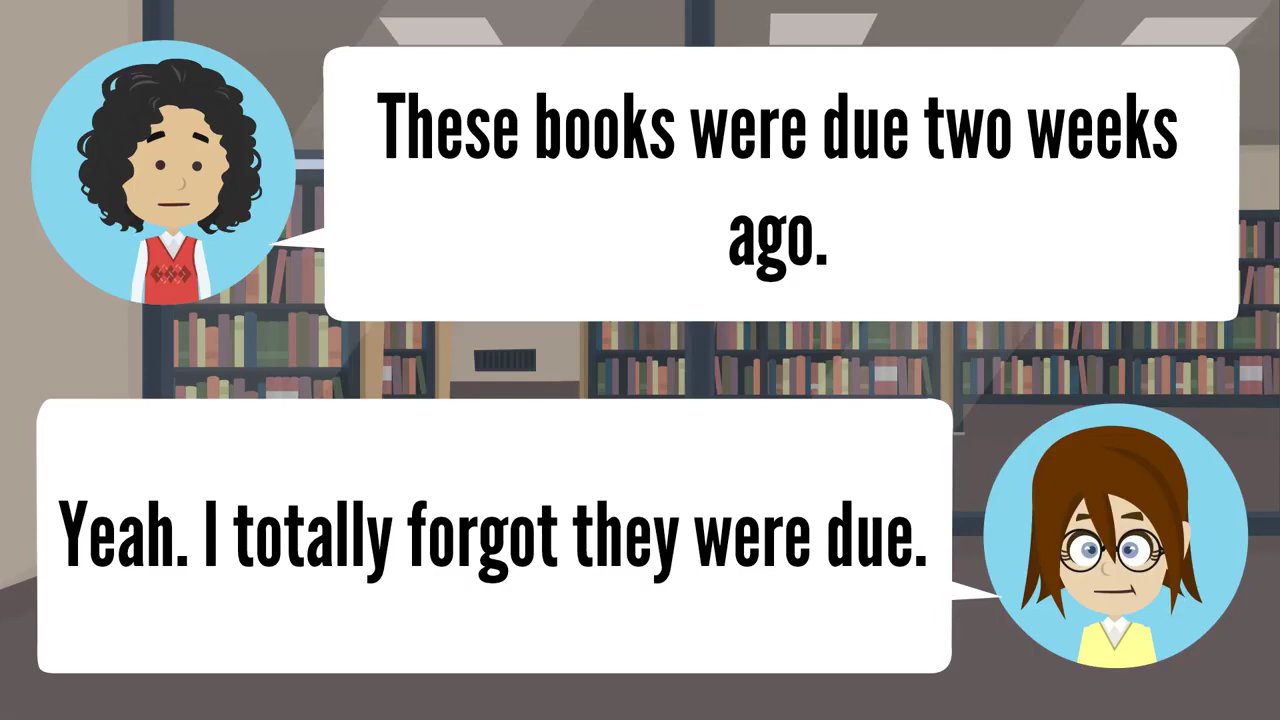 These books were due two weeks
ago.
Yeah. I totally forgot they were due.